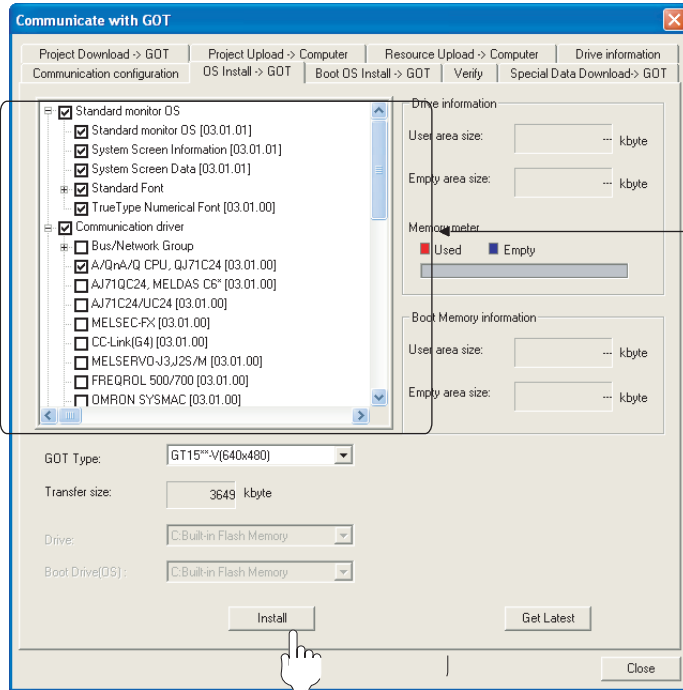 Communicate with GOT
Project Download -> GOT
Project Upload -> Computer
Resource Upload -> Computer
Drive information
Communication configuration
OS Install -> GOT
Boot OS Install -> GOT
Verify
Special Data Download-> GOT
Standard monitor OS
Standard monitor OS [03.01.01]
System Screen Information [03.01.01]
System Screen Data [03.01.01]
Standard Font
TrueType Numerical Font [03.01.00]
Communication driver
Bus/Network Group
A/QnA/Q CPU, QJ71C24 [03.01.00]
AJ71QC24, MELDAS C6* [03.01.00]
AJ71C24/UC24 [03.01.00]
MELSEC-FX [03.01.00]
CC-Link(G4) [03.01.00]
MELSERVO-J3,J2S/M [03.01.00]
FREQROL 500/700 [03.01.00]
OMRON SYSMAC [03.01.00]
Drive information
User area size: --- kbyte
Empty area size: --- kbyte
Memory meter
Used Empty
Boot Memory information
User area size: --- kbyte
Empty area size: --- kbyte
GOT Type: GT15**-V(640x480)
Transfer size: 3649 kbyte
Drive: C:Built-in Flash Memory
Boot Drive(OS) : C:Built-in Flash Memory
Install
Get Latest
Close